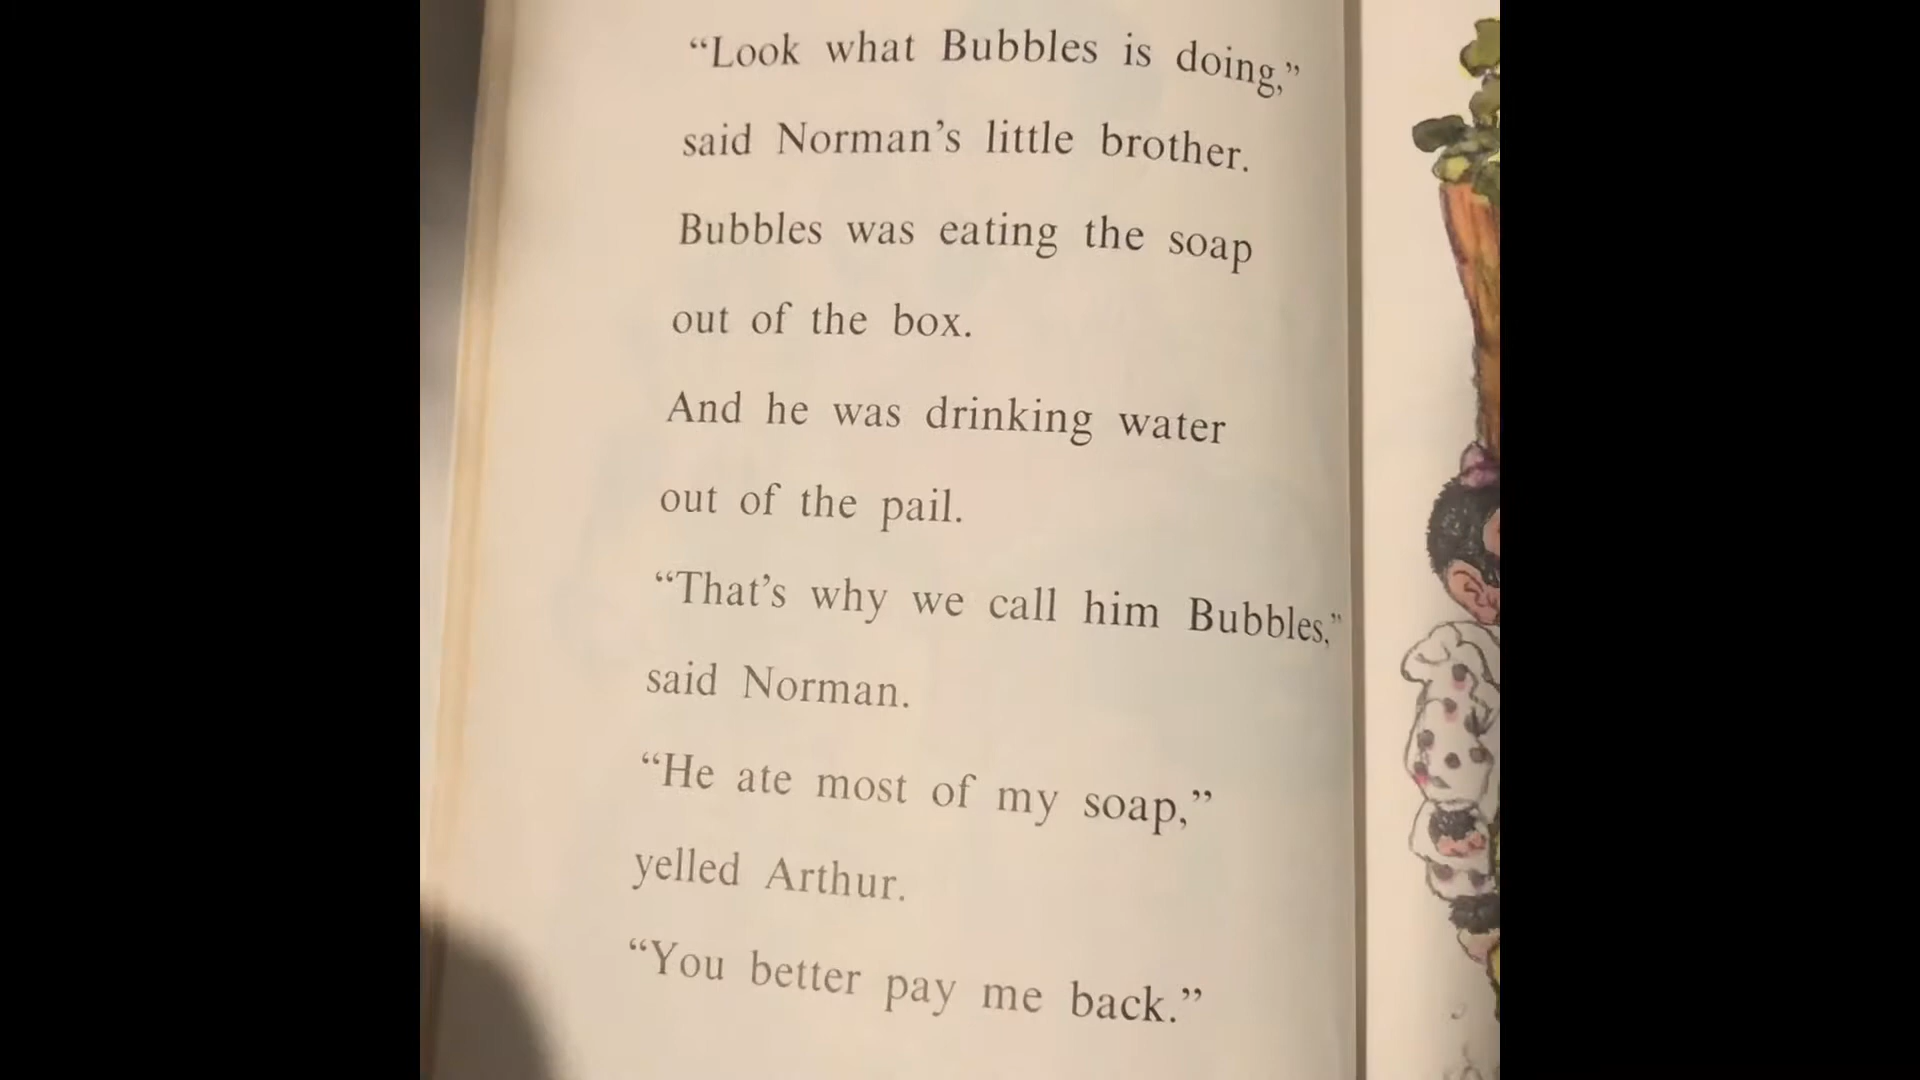 “Look what Bubbles is doing,”
said Norman’s little brother.
Bubbles was eating the soap
out of the box.
And he was drinking water
out of the pail.
“That’s why we call him Bubbles,”
said Norman.
“He ate most of my soap,”
yelled Arthur.
“You better pay me back.”